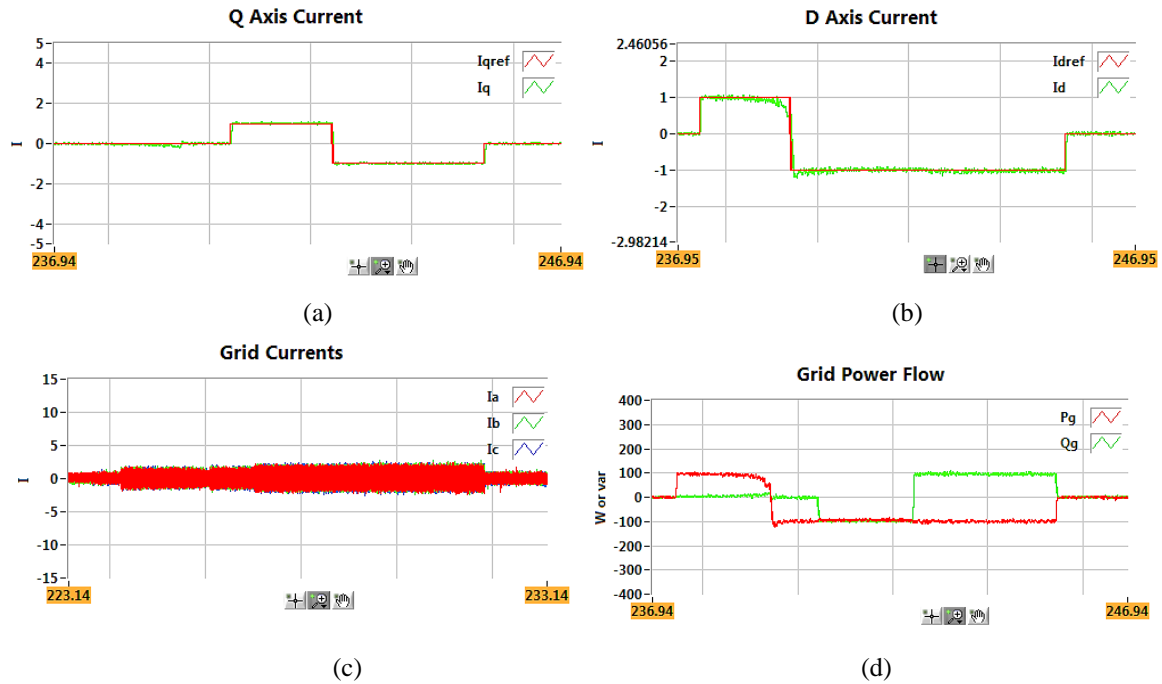 Q Axis Current
5
4
2
0
-2
-4
-5
I
Iqref
Iq
236.94
246.94
(a)
D Axis Current
2.46056
2
1
0
-1
-2
-2.98214
I
Idref
Id
236.95
246.95
(b)
Grid Currents
15
10
5
0
-5
-10
-15
I
Ia
Ib
Ic
223.14
233.14
(c)
Grid Power Flow
400
300
200
100
0
-100
-200
-300
-400
W or var
Pg
Qg
236.94
246.94
(d)